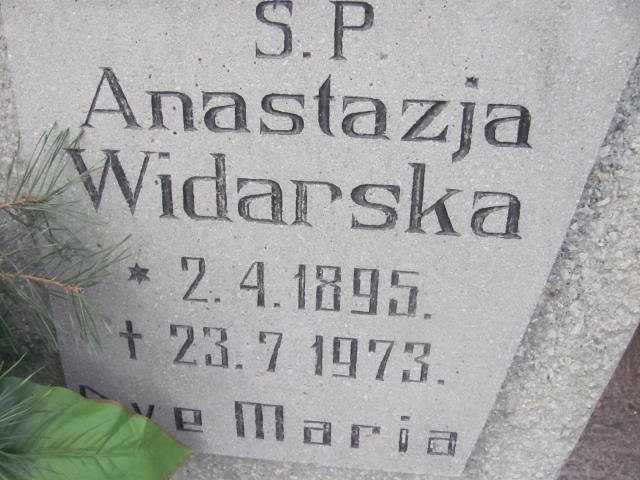 Ś.P
Anastazja
Widarska
* 2.4.1895.
† 23.7 1973.
Ave Maria